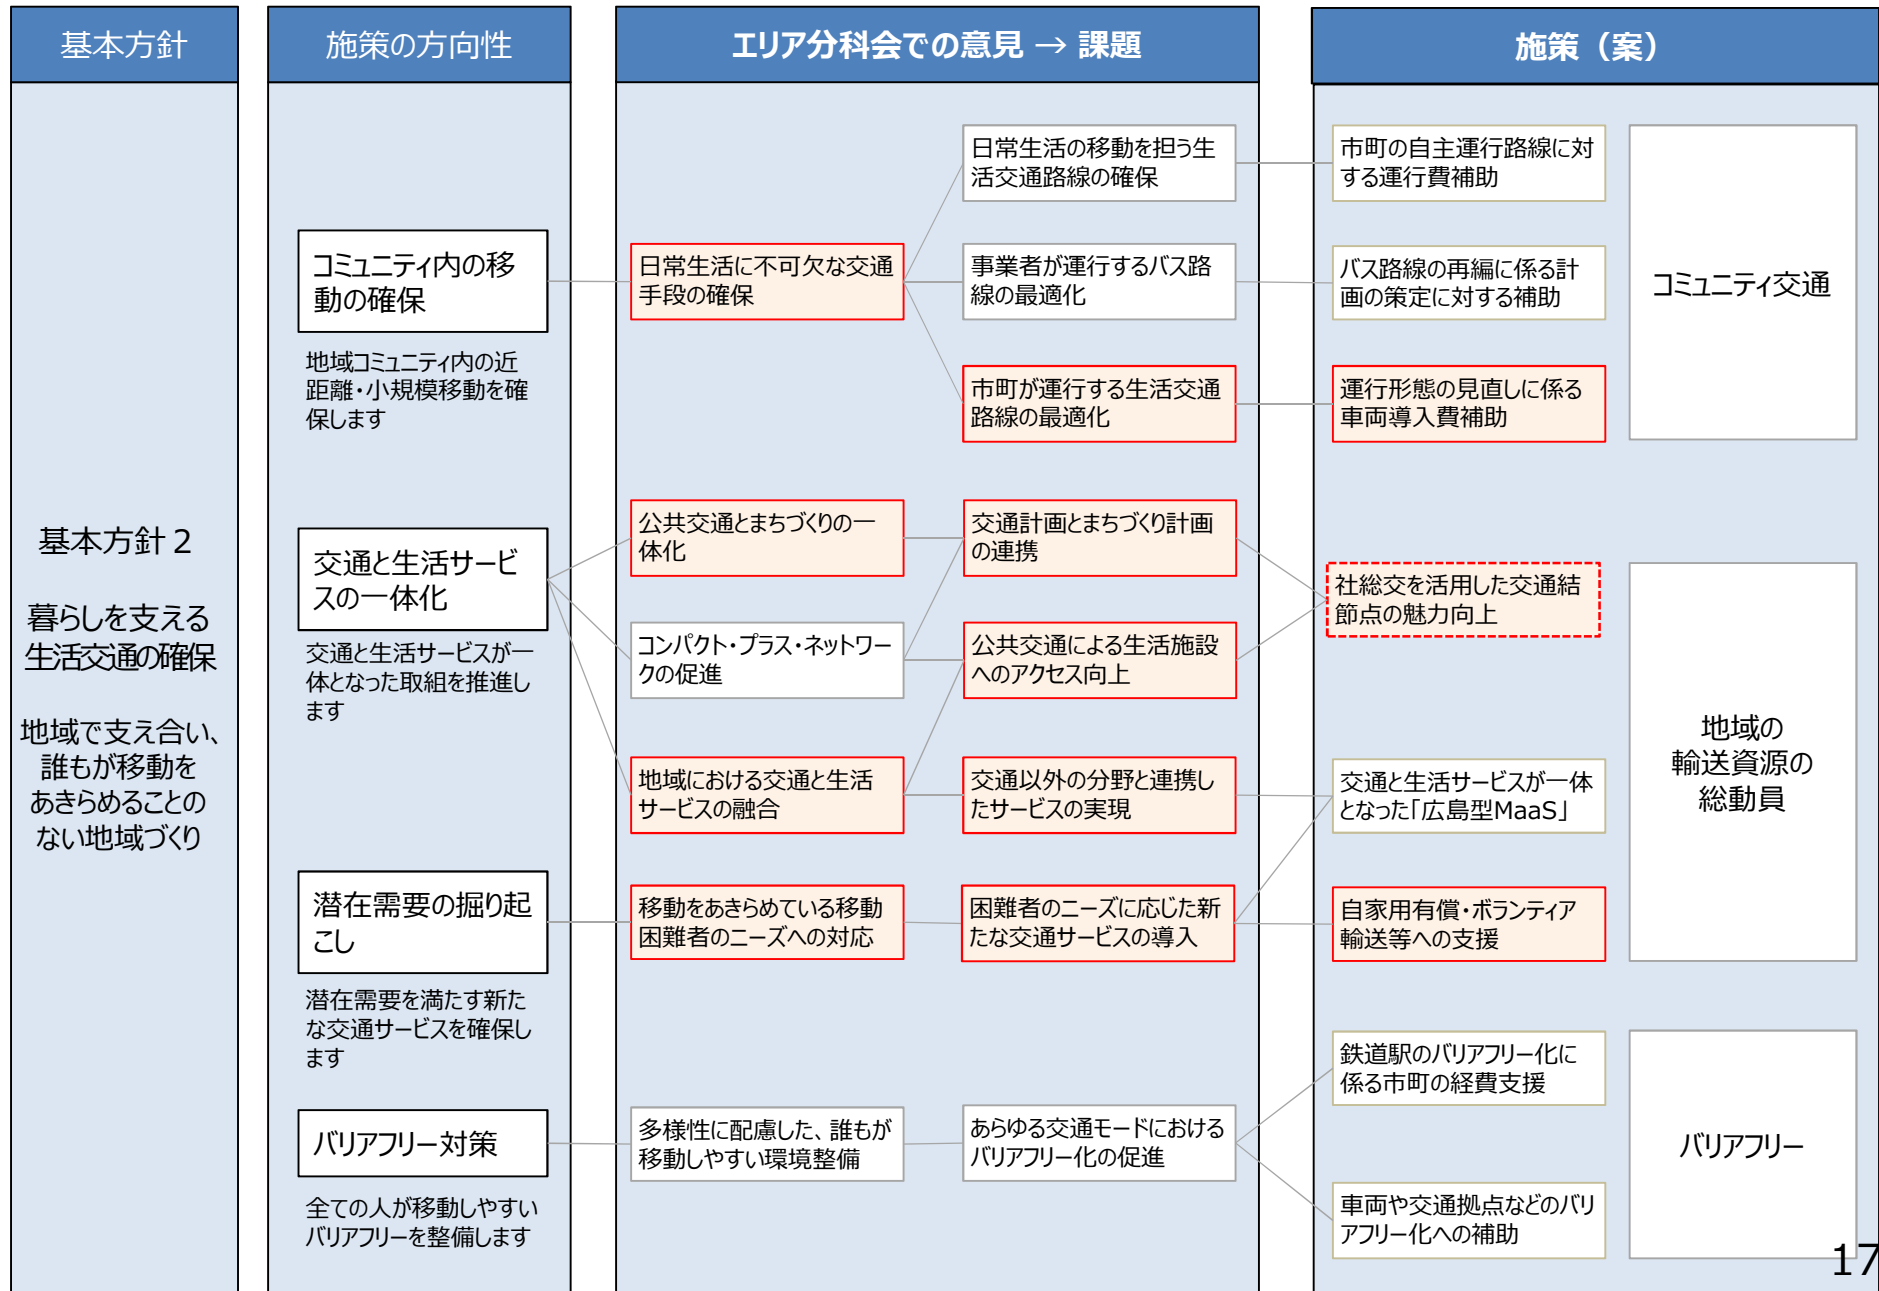 基本方針
施策の方向性
エリア分科会での意見 → 課題
施策（案）
基本方針２
暮らしを支える
生活交通の確保
地域で支え合い、
誰もが移動を
あきらめることの
ない地域づくり
コミュニティ内の移
動の確保
地域コミュニティ内の近
距離・小規模移動を確
保します
日常生活に不可欠な交通
手段の確保
日常生活の移動を担う生
活交通路線の確保
事業者が運行するバス路
線の最適化
市町が運行する生活交通
路線の最適化
市町の自主運行路線に対
する運行費補助
バス路線の再編に係る計
画の策定に対する補助
運行形態の見直しに係る
車両導入費補助
コミュニティ交通
交通と生活サービ
スの一体化
交通と生活サービスが一
体となった取組を推進し
ます
公共交通とまちづくりの一
体化
コンパクト・プラス・ネットワー
クの促進
地域における交通と生活
サービスの融合
交通計画とまちづくり計画
の連携
公共交通による生活施設
へのアクセス向上
交通以外の分野と連携し
たサービスの実現
社総交を活用した交通結
節点の魅力向上
交通と生活サービスが一体
となった「広島型MaaS」
地域の
輸送資源の
総動員
潜在需要の掘り起
こし
潜在需要を満たす新た
な交通サービスを確保し
ます
移動をあきらめている移動
困難者のニーズへの対応
困難者のニーズに応じた新
たな交通サービスの導入
自家用有償・ボランティア
輸送等への支援
バリアフリー対策
全ての人が移動しやすい
バリアフリーを整備します
多様性に配慮した、誰もが
移動しやすい環境整備
あらゆる交通モードにおける
バリアフリー化の促進
鉄道駅のバリアフリー化に
係る市町の経費支援
車両や交通拠点などのバリ
アフリー化への補助
バリアフリー
17